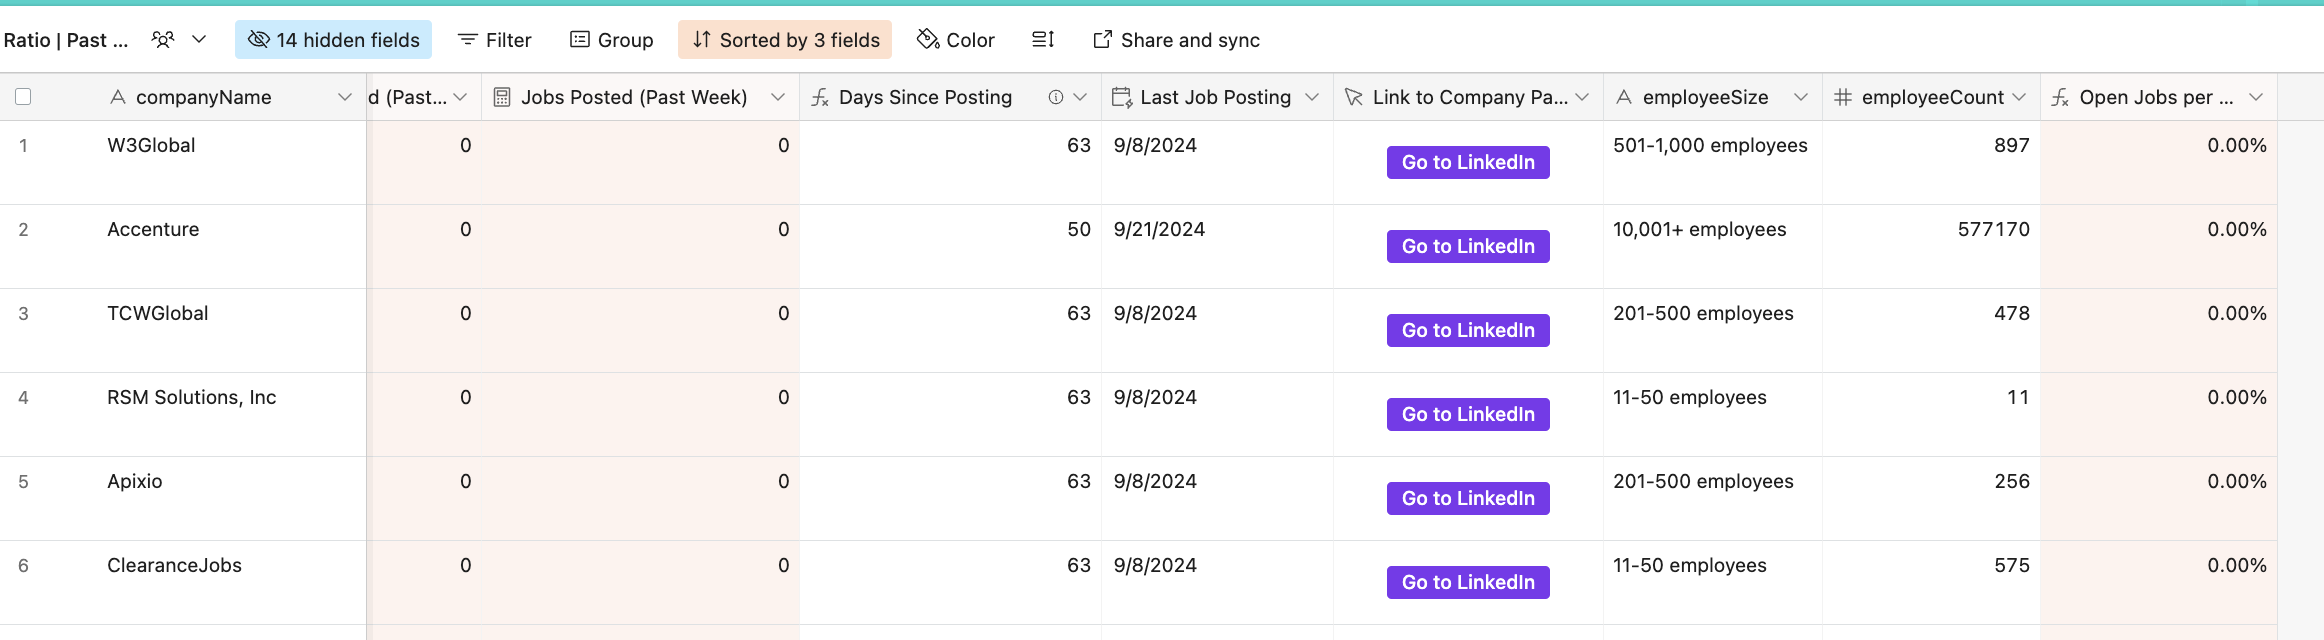 Ratio | Past ... 14 hidden fields Filter Group Sorted by 3 fields Color Share and sync
companyName d (Past... Jobs Posted (Past Week) Days Since Posting Last Job Posting Link to Company Pa... employeeSize employeeCount Open Jobs per ...
1 W3Global 0 0 63 9/8/2024 Go to LinkedIn 501-1,000 employees 897 0.00%
2 Accenture 0 0 50 9/21/2024 Go to LinkedIn 10,001+ employees 577170 0.00%
3 TCWGlobal 0 0 63 9/8/2024 Go to LinkedIn 201-500 employees 478 0.00%
4 RSM Solutions, Inc 0 0 63 9/8/2024 Go to LinkedIn 11-50 employees 11 0.00%
5 Apixio 0 0 63 9/8/2024 Go to LinkedIn 201-500 employees 256 0.00%
6 ClearanceJobs 0 0 63 9/8/2024 Go to LinkedIn 11-50 employees 575 0.00%